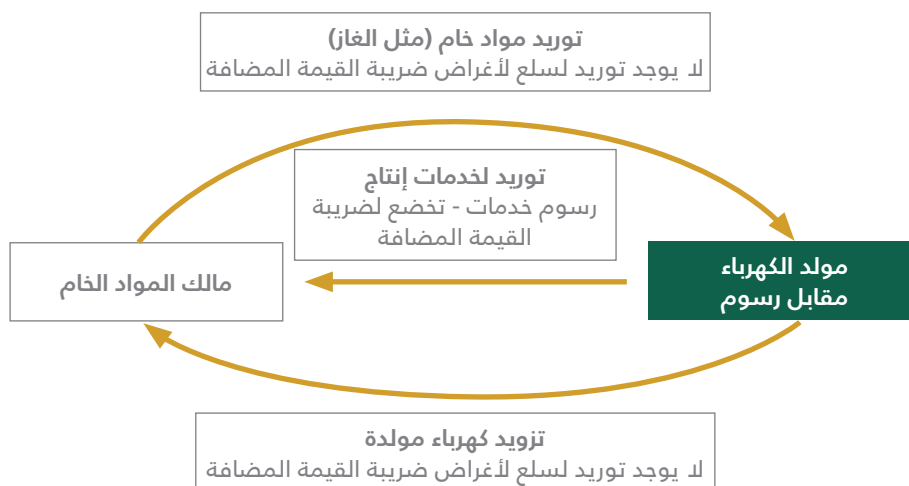 توريد مواد خام (مثل الغاز)
لا يوجد توريد لسلع لأغراض ضريبة القيمة المضافة
توريد لخدمات إنتاج
رسوم خدمات - تخضع لضريبة
القيمة المضافة
مولد الكهرباء
مقابل رسوم
مالك المواد الخام
تزويد كهرباء مولدة
لا يوجد توريد لسلع لأغراض ضريبة القيمة المضافة